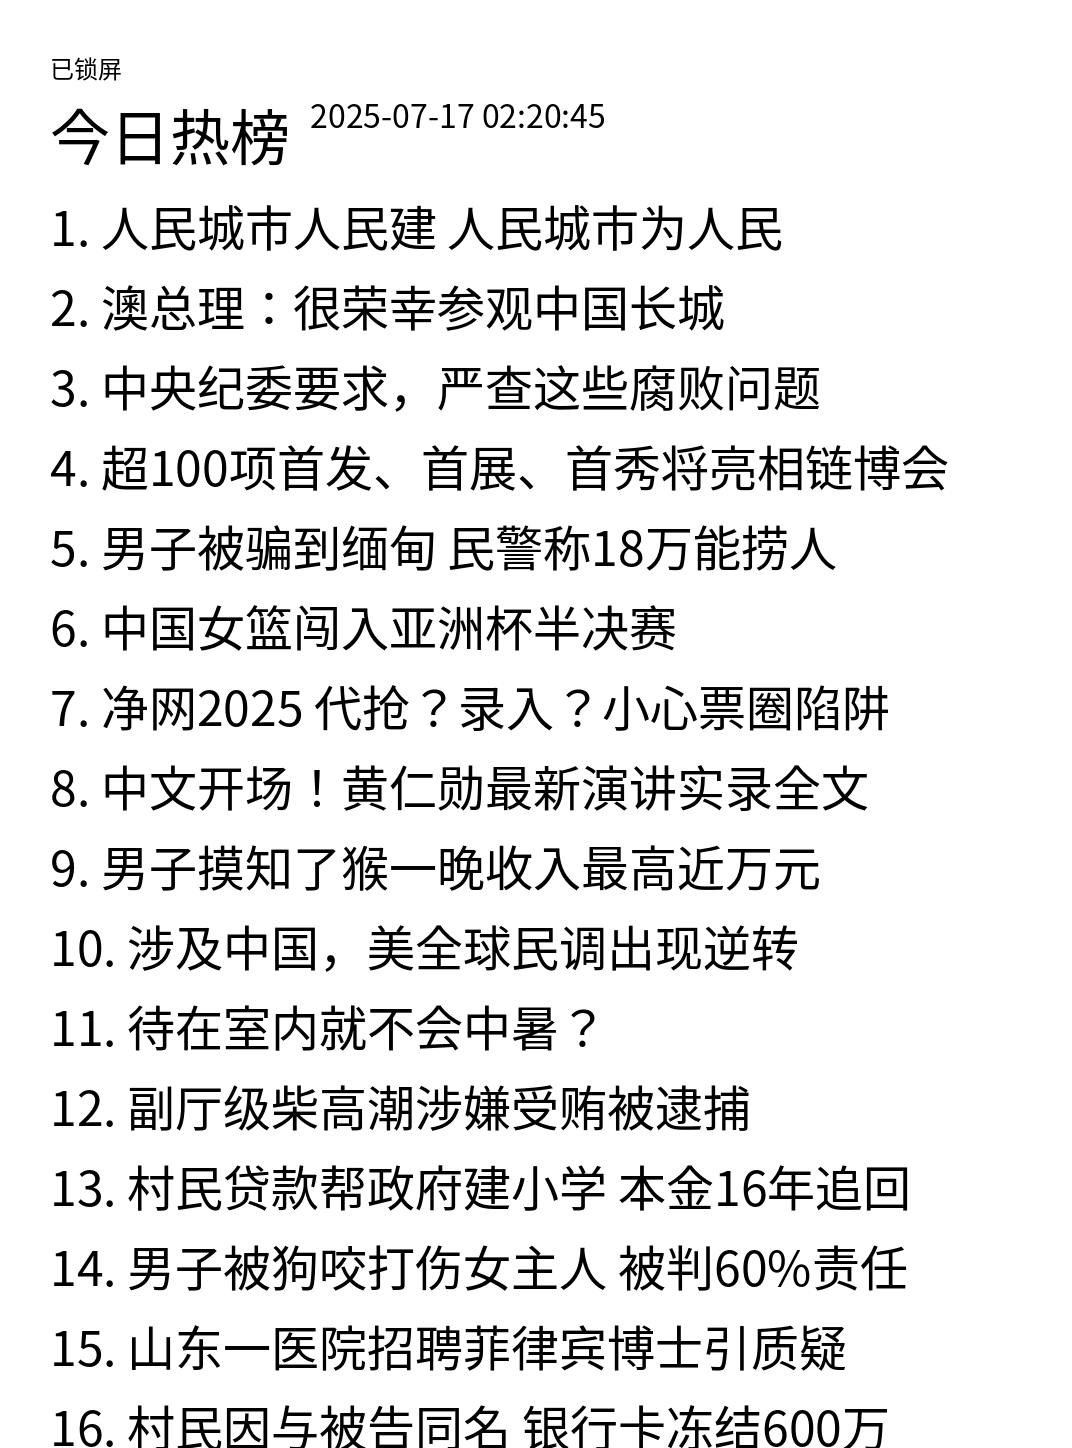 已锁屏
今日热榜 2025-07-17 02:20:45
1. 人民城市人民建 人民城市为人民
2. 澳总理：很荣幸参观中国长城
3. 中央纪委要求，严查这些腐败问题
4. 超100项首发、首展、首秀将亮相链博会
5. 男子被骗到缅甸 民警称18万能捞人
6. 中国女篮闯入亚洲杯半决赛
7. 净网2025 代抢？录入？小心票圈陷阱
8. 中文开场！黄仁勋最新演讲实录全文
9. 男子摸知了猴一晚收入最高近万元
10. 涉及中国，美全球民调出现逆转
11. 待在室内就不会中暑？
12. 副厅级柴高潮涉嫌受贿被逮捕
13. 村民贷款帮政府建小学 本金16年追回
14. 男子被狗咬打伤女主人 被判60%责任
15. 山东一医院招聘菲律宾博士引质疑
16. 村民因与被告同名 银行卡冻结600万